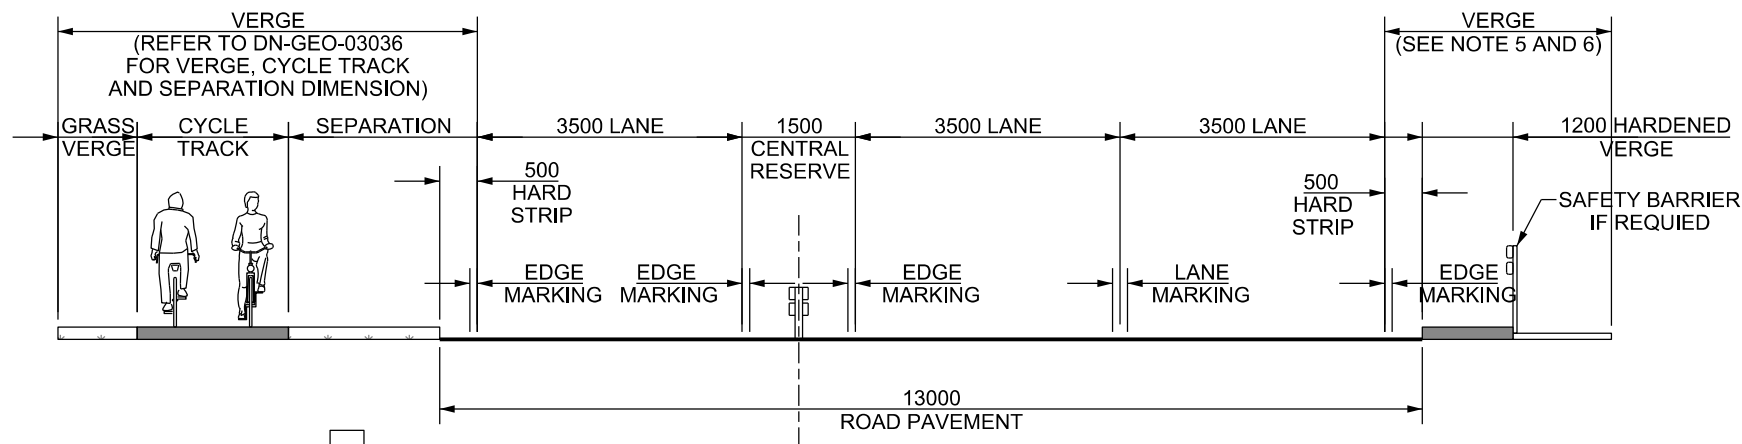 VERGE
(REFER TO DN-GEO-03036
FOR VERGE, CYCLE TRACK
AND SEPARATION DIMENSION)
VERGE
(SEE NOTE 5 AND 6)
GRASS
VERGE
CYCLE
TRACK
SEPARATION
3500 LANE
1500
CENTRAL
RESERVE
3500 LANE
3500 LANE
1200 HARDENED
VERGE
500
HARD
STRIP
500
HARD
STRIP
SAFETY BARRIER
IF REQUIED
EDGE
MARKING
EDGE
MARKING
EDGE
MARKING
LANE
MARKING
EDGE
MARKING
13000
ROAD PAVEMENT